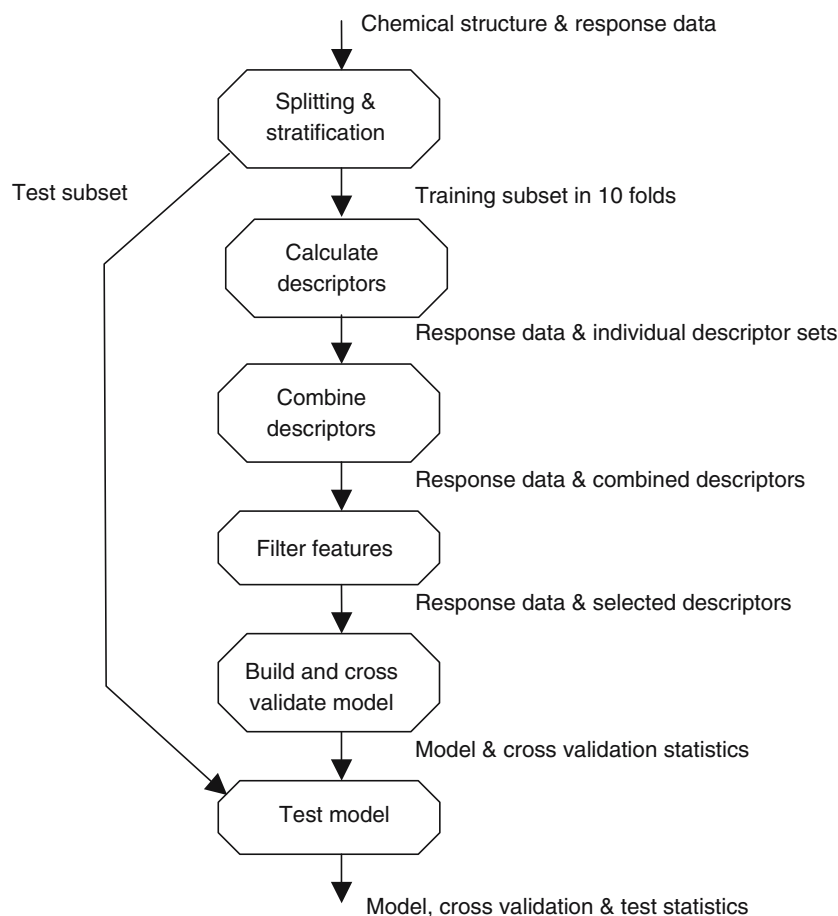 Chemical structure & response data
Splitting &
stratification
Test subset
Training subset in 10 folds
Calculate
descriptors
Response data & individual descriptor sets
Combine
descriptors
Response data & combined descriptors
Filter features
Response data & selected descriptors
Build and cross
validate model
Model & cross validation statistics
Test model
Model, cross validation & test statistics